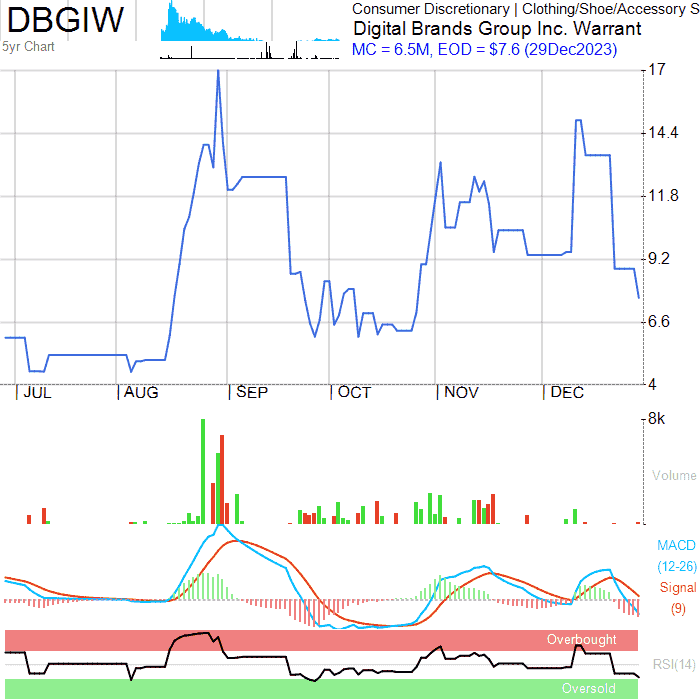 DBGIW
5yr Chart
Consumer Discretionary | Clothing/Shoe/Accessory S
Digital Brands Group Inc. Warrant
MC = 6.5M, EOD = $7.6 (29Dec2023)
17
14.4
11.8
9.2
6.6
4
JUL AUG SEP OCT NOV DEC
8k
Volume
MACD
(12-26)
Signal
(9)
Overbought
RSI(14)
Oversold